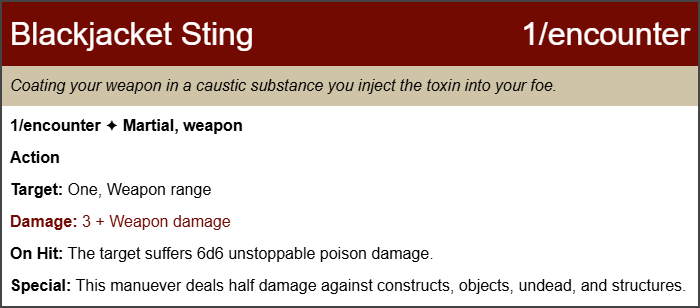 Blackjacket Sting 1/encounter
Coating your weapon in a caustic substance you inject the toxin into your foe.
1/encounter ✦ Martial, weapon
Action
Target: One, Weapon range
Damage: 3 + Weapon damage
On Hit: The target suffers 6d6 unstoppable poison damage.
Special: This manuever deals half damage against constructs, objects, undead, and structures.